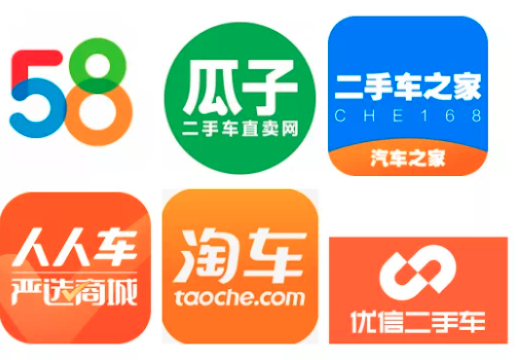 58
瓜子
二手车直卖网
二手车之家
CHE168
汽车之家
人人车
严选商城
淘车
taoche.com
优信二手车